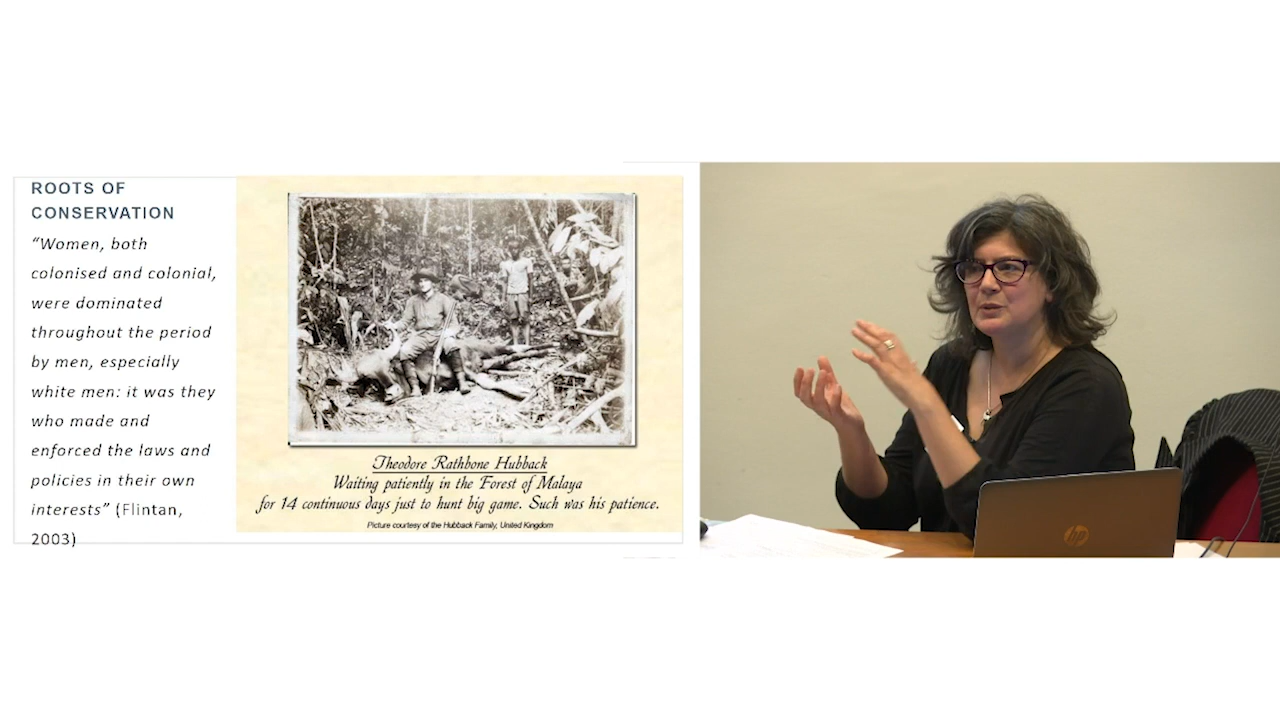 ROOTS OF
CONSERVATION
“Women, both
colonised and colonial,
were dominated
throughout the period
by men, especially
white men: it was they
who made and
enforced the laws and
policies in their own
interests” (Flintan,
2003)
Theodore Rathbone Hubback
Waiting patiently in the Forest of Malaya
for 14 continuous days just to hunt big game. Such was his patience.
Picture courtesy of the Hubback Family, United Kingdom
hp